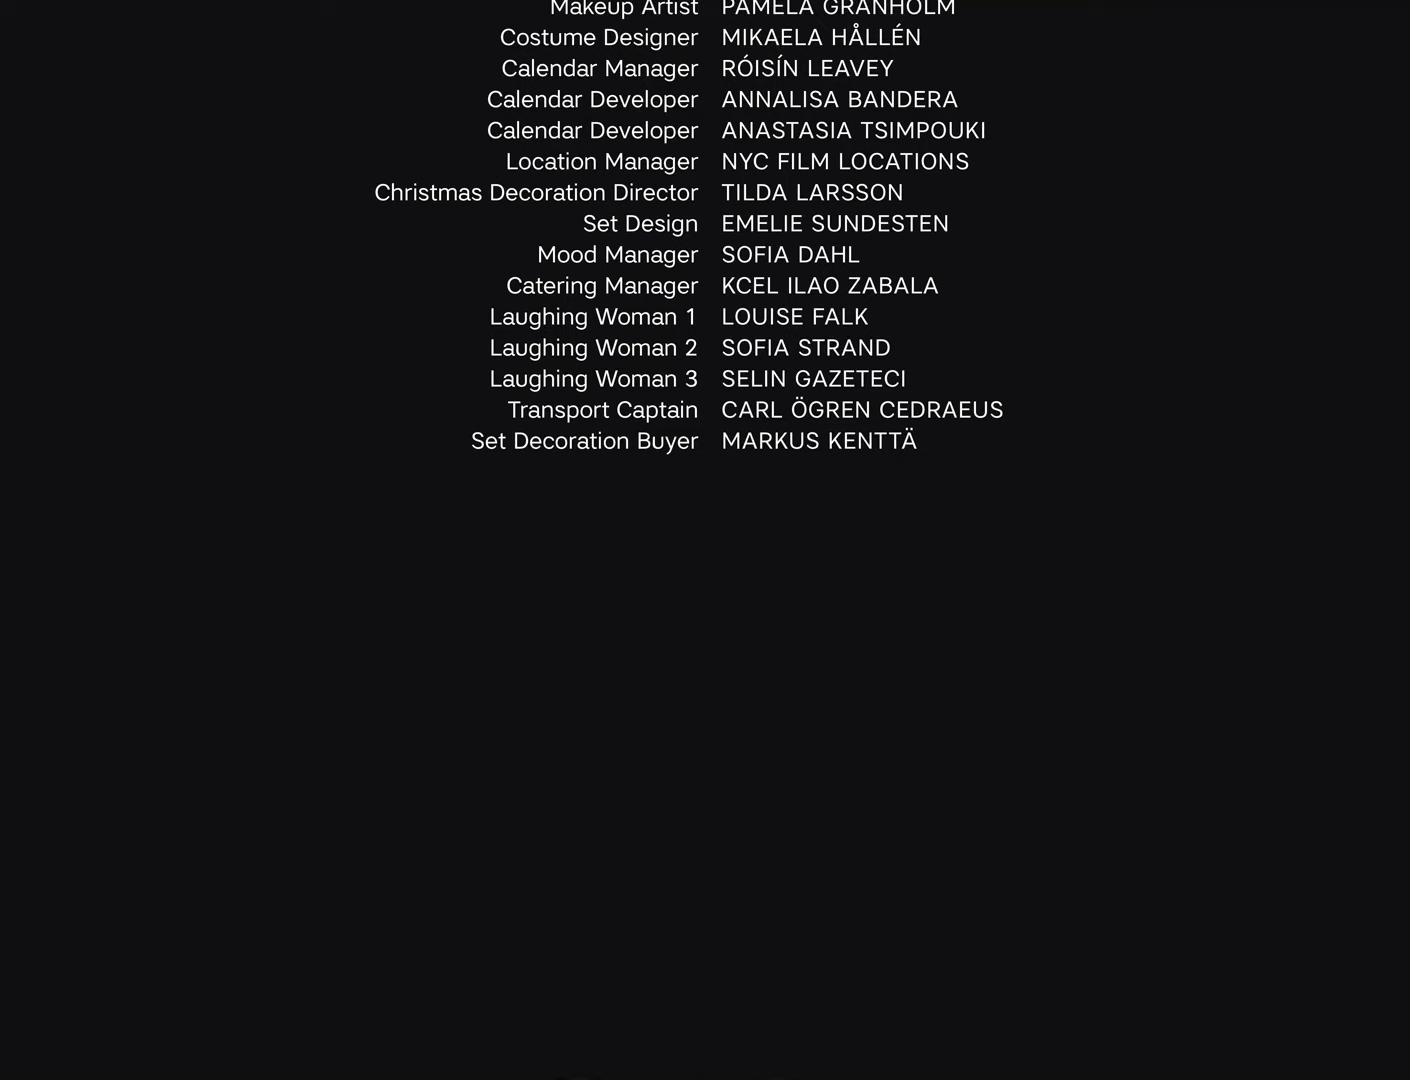 Makeup Artist PAMELA GRANHOLM
Costume Designer MIKAELA HÅLLÉN
Calendar Manager RÓISÍN LEAVEY
Calendar Developer ANNALISA BANDERA
Calendar Developer ANASTASIA TSIMPOUKI
Location Manager NYC FILM LOCATIONS
Christmas Decoration Director TILDA LARSSON
Set Design EMELIE SUNDESTEN
Mood Manager SOFIA DAHL
Catering Manager KCEL ILAO ZABALA
Laughing Woman 1 LOUISE FALK
Laughing Woman 2 SOFIA STRAND
Laughing Woman 3 SELIN GAZETECI
Transport Captain CARL ÖGREN CEDRAEUS
Set Decoration Buyer MARKUS KENTTÄ